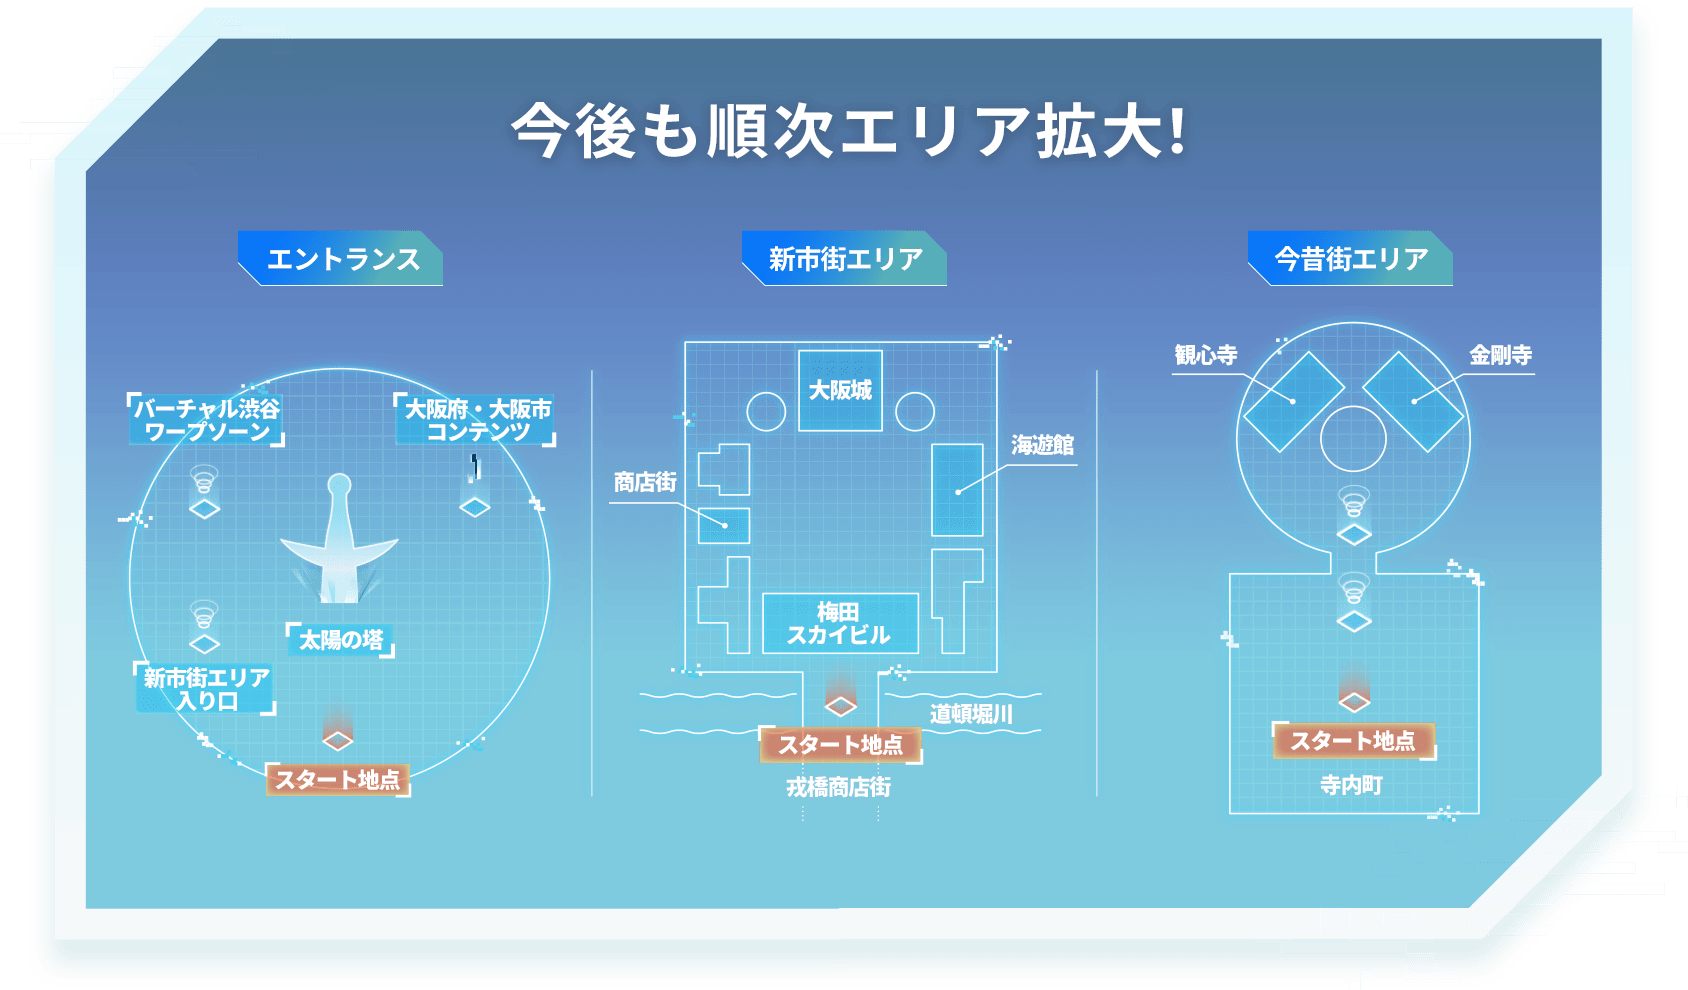 今後も順次エリア拡大!
エントランス
バーチャル渋谷
ワープゾーン
大阪府・大阪市
コンテンツ
太陽の塔
新市街エリア
入り口
スタート地点
新市街エリア
大阪城
海遊館
商店街
梅田
スカイビル
道頓堀川
スタート地点
戎橋商店街
今昔街エリア
観心寺
金剛寺
スタート地点
寺内町